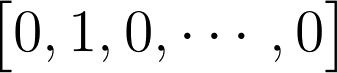 [0, 1, 0, · · · , 0]